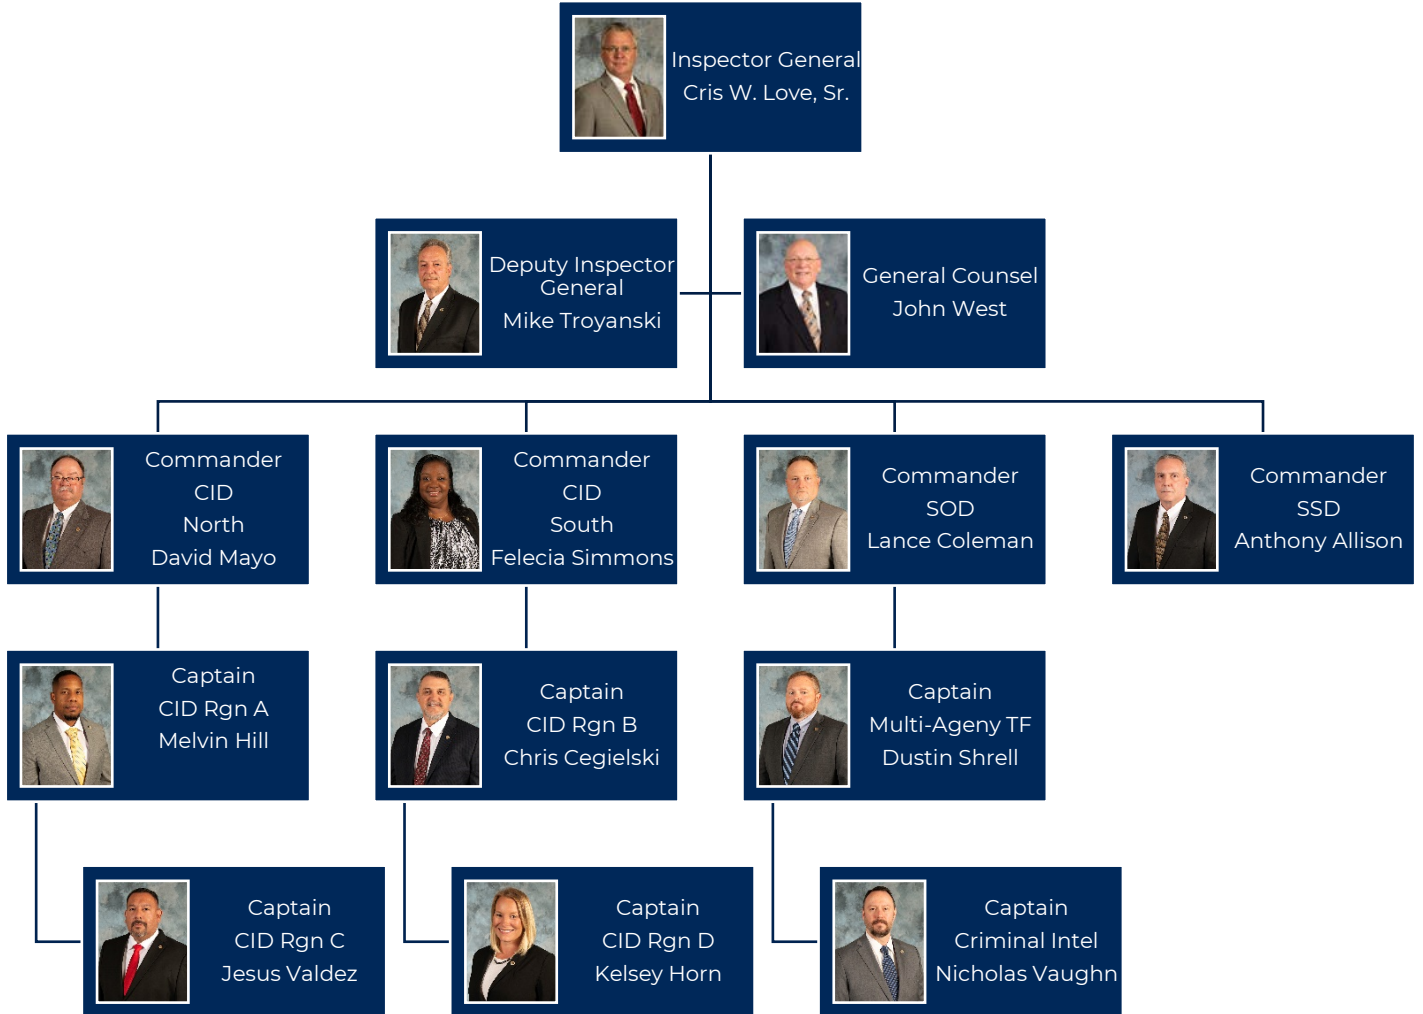 Inspector General
Cris W. Love, Sr.
Deputy Inspector
General
Mike Troyanski
General Counsel
John West
Commander
CID
North
David Mayo
Commander
CID
South
Felecia Simmons
Commander
SOD
Lance Coleman
Commander
SSD
Anthony Allison
Captain
CID Rgn A
Melvin Hill
Captain
CID Rgn B
Chris Cegielski
Captain
Multi-Ageny TF
Dustin Shrell
Captain
CID Rgn C
Jesus Valdez
Captain
CID Rgn D
Kelsey Horn
Captain
Criminal Intel
Nicholas Vaughn